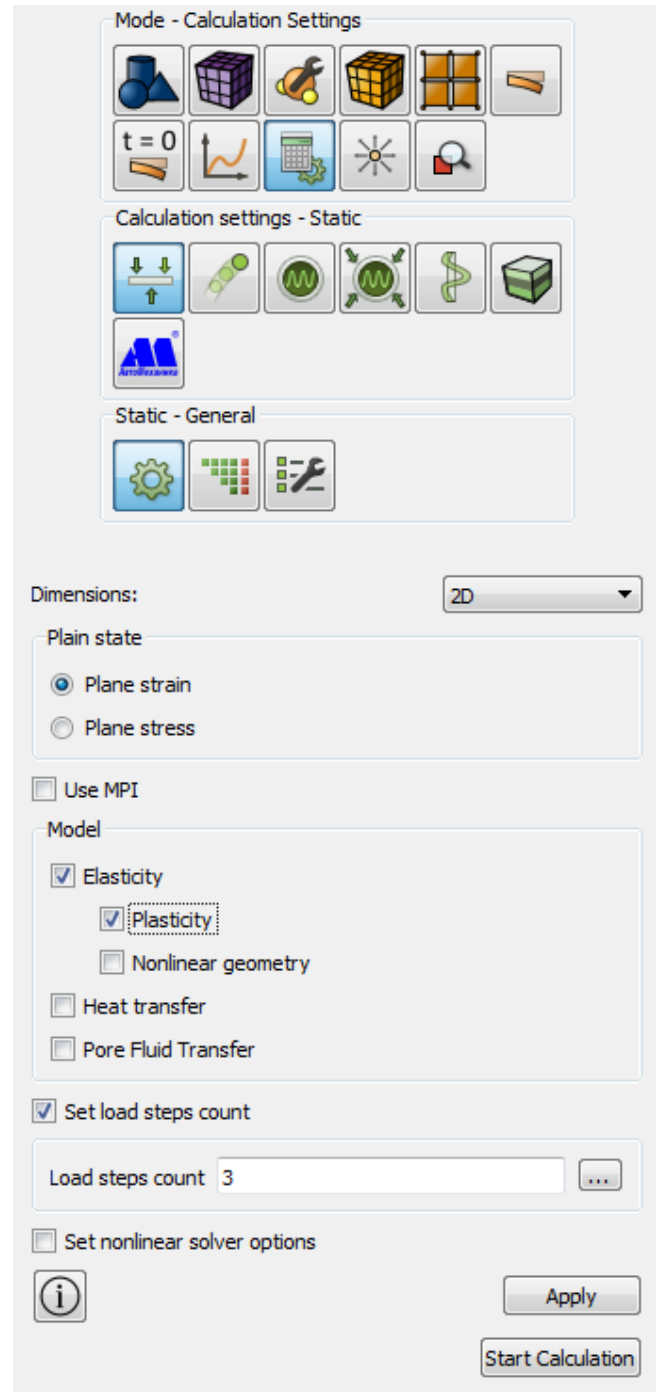 Mode - Calculation Settings
t = 0
Calculation settings - Static
Static - General
Dimensions: 2D
Plain state
Plane strain
Plane stress
Use MPI
Model
Elasticity
Plasticity
Nonlinear geometry
Heat transfer
Pore Fluid Transfer
Set load steps count
Load steps count 3 ...
Set nonlinear solver options
Apply
Start Calculation